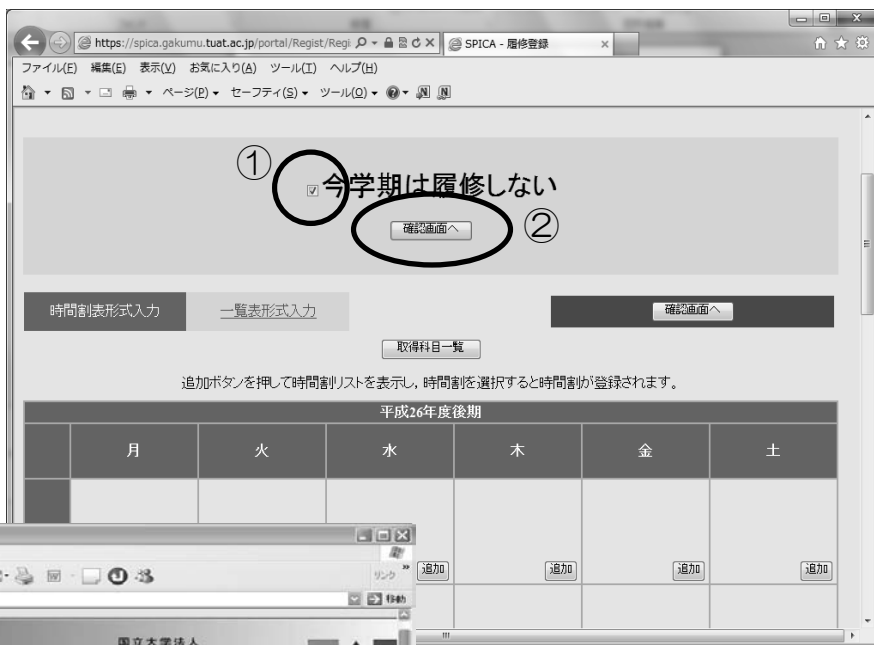 https://spica.gakumu.tuat.ac.jp/portal/Regist/Regi
SPICA - 履修登録
ファイル(F) 編集(E) 表示(V) お気に入り(A) ツール(T) ヘルプ(H)
ページ(P) セーフティ(S) ツール(O)
① 今学期は履修しない
確認画面へ ②
時間割表形式入力 一覧表形式入力 確認画面へ
取得科目一覧
追加ボタンを押して時間割リストを表示し，時間割を選択すると時間割が登録されます。
平成26年度後期
月 火 水 木 金 土
追加 追加 追加 追加
リンク »
移動
国立大学法人